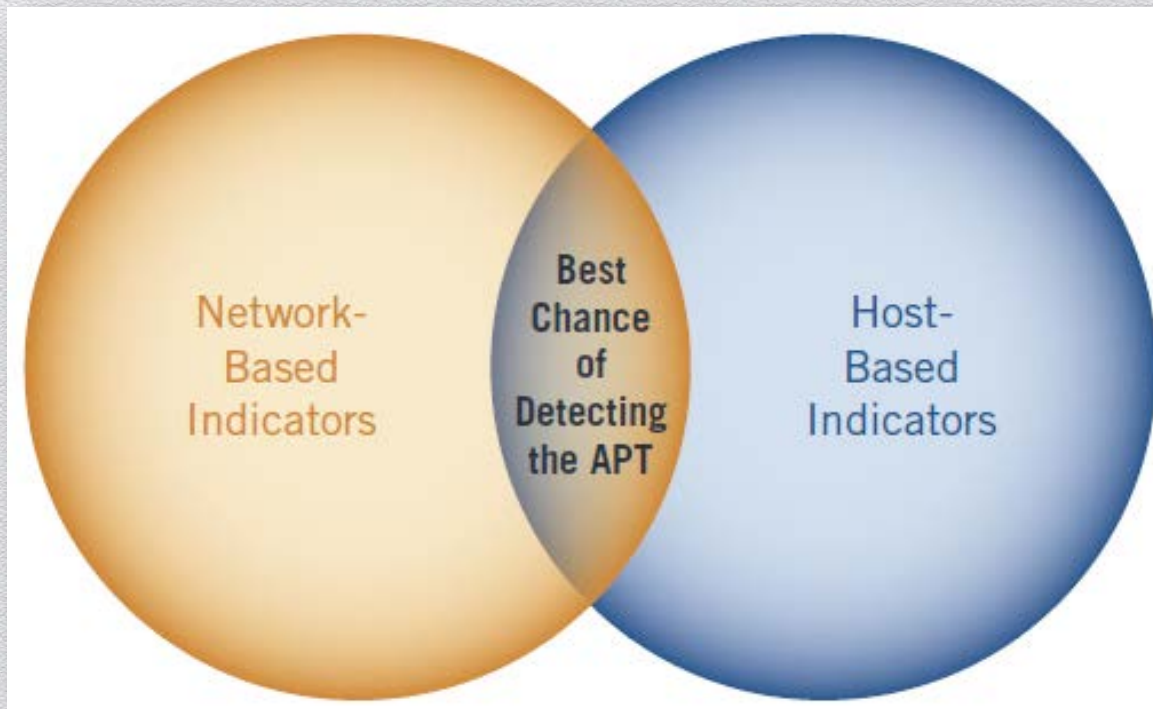 Network-
Based
Indicators
Best
Chance
of
Detecting
the APT
Host-
Based
Indicators